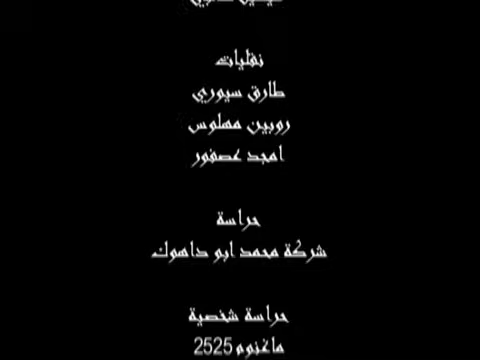 نقليات
طارق سيوري
روبين مهلوس
امجد عصفور
حراسة
شركة محمد ابو داهوك
حراسة شخصية
ماغنوم 2525